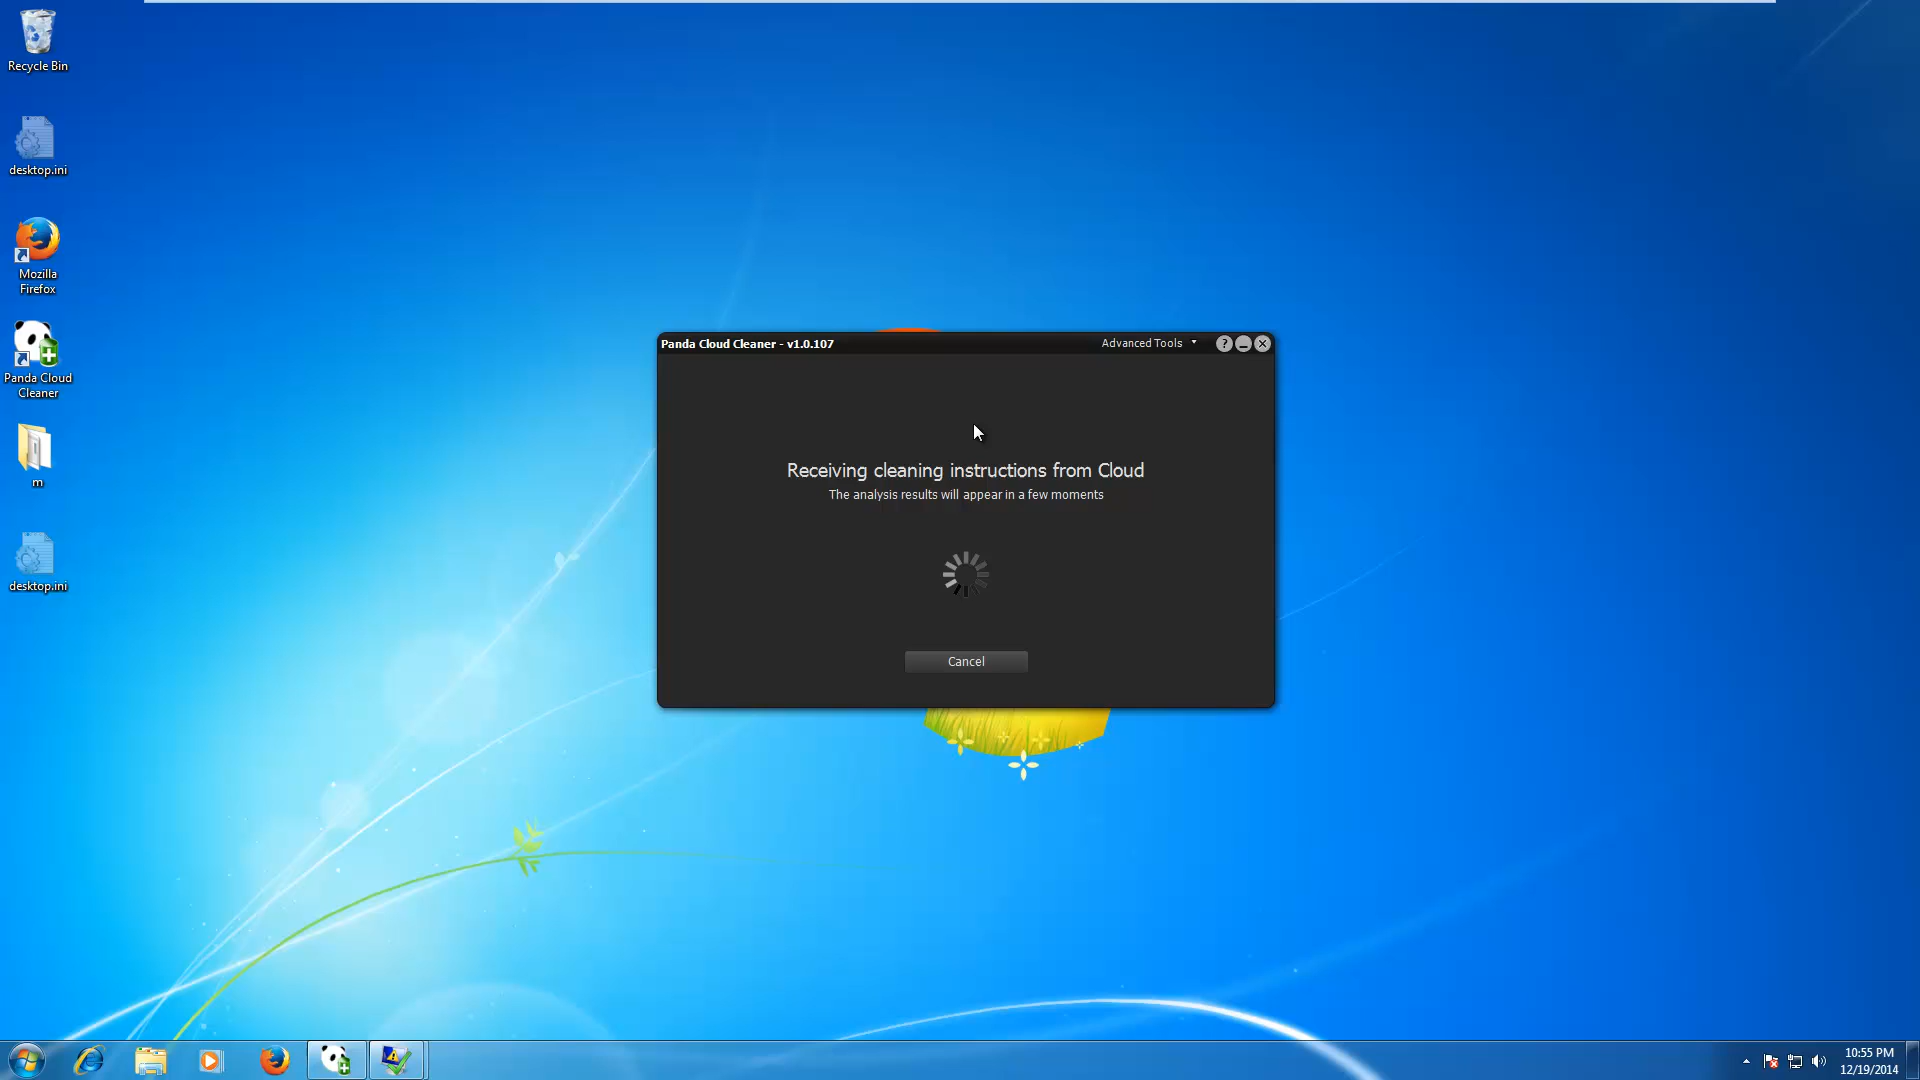 Recycle Bin
desktop.ini
Mozilla
Firefox
Panda Cloud
Cleaner
m
desktop.ini
Panda Cloud Cleaner - v1.0.107
Advanced Tools
?
Receiving cleaning instructions from Cloud
The analysis results will appear in a few moments
Cancel
10:55 PM
12/19/2014